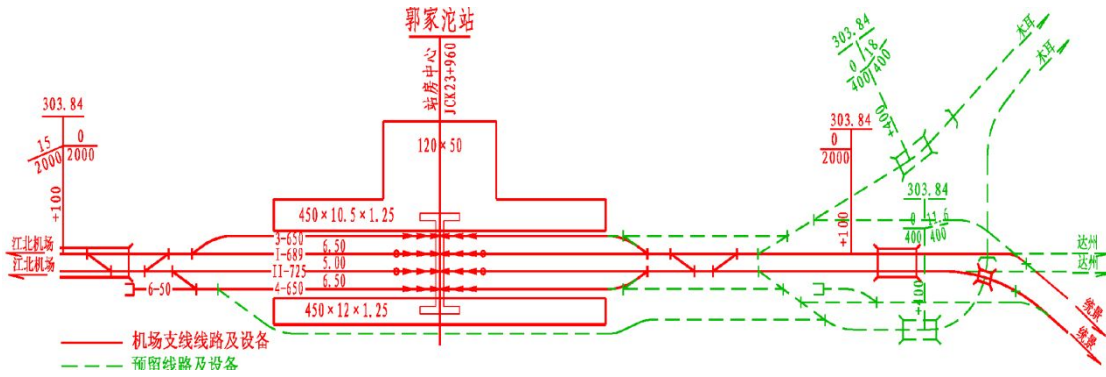 郭家沱站
站房中心
JCK23+960
303.84
15
2000
0
2000
+100
江北机场
江北机场
6-50
120×50
450×10.5×1.25
3-650
6.50
I-689
5.00
II-725
6.50
4-650
450×12×1.25
303.84
0
2000
+100
303.84
0
400
18
400
+400
303.84
0
400
11.6
400
+400
木耳
木耳
达州
达州
统景
统景
机场支线线路及设备
预留线路及设备